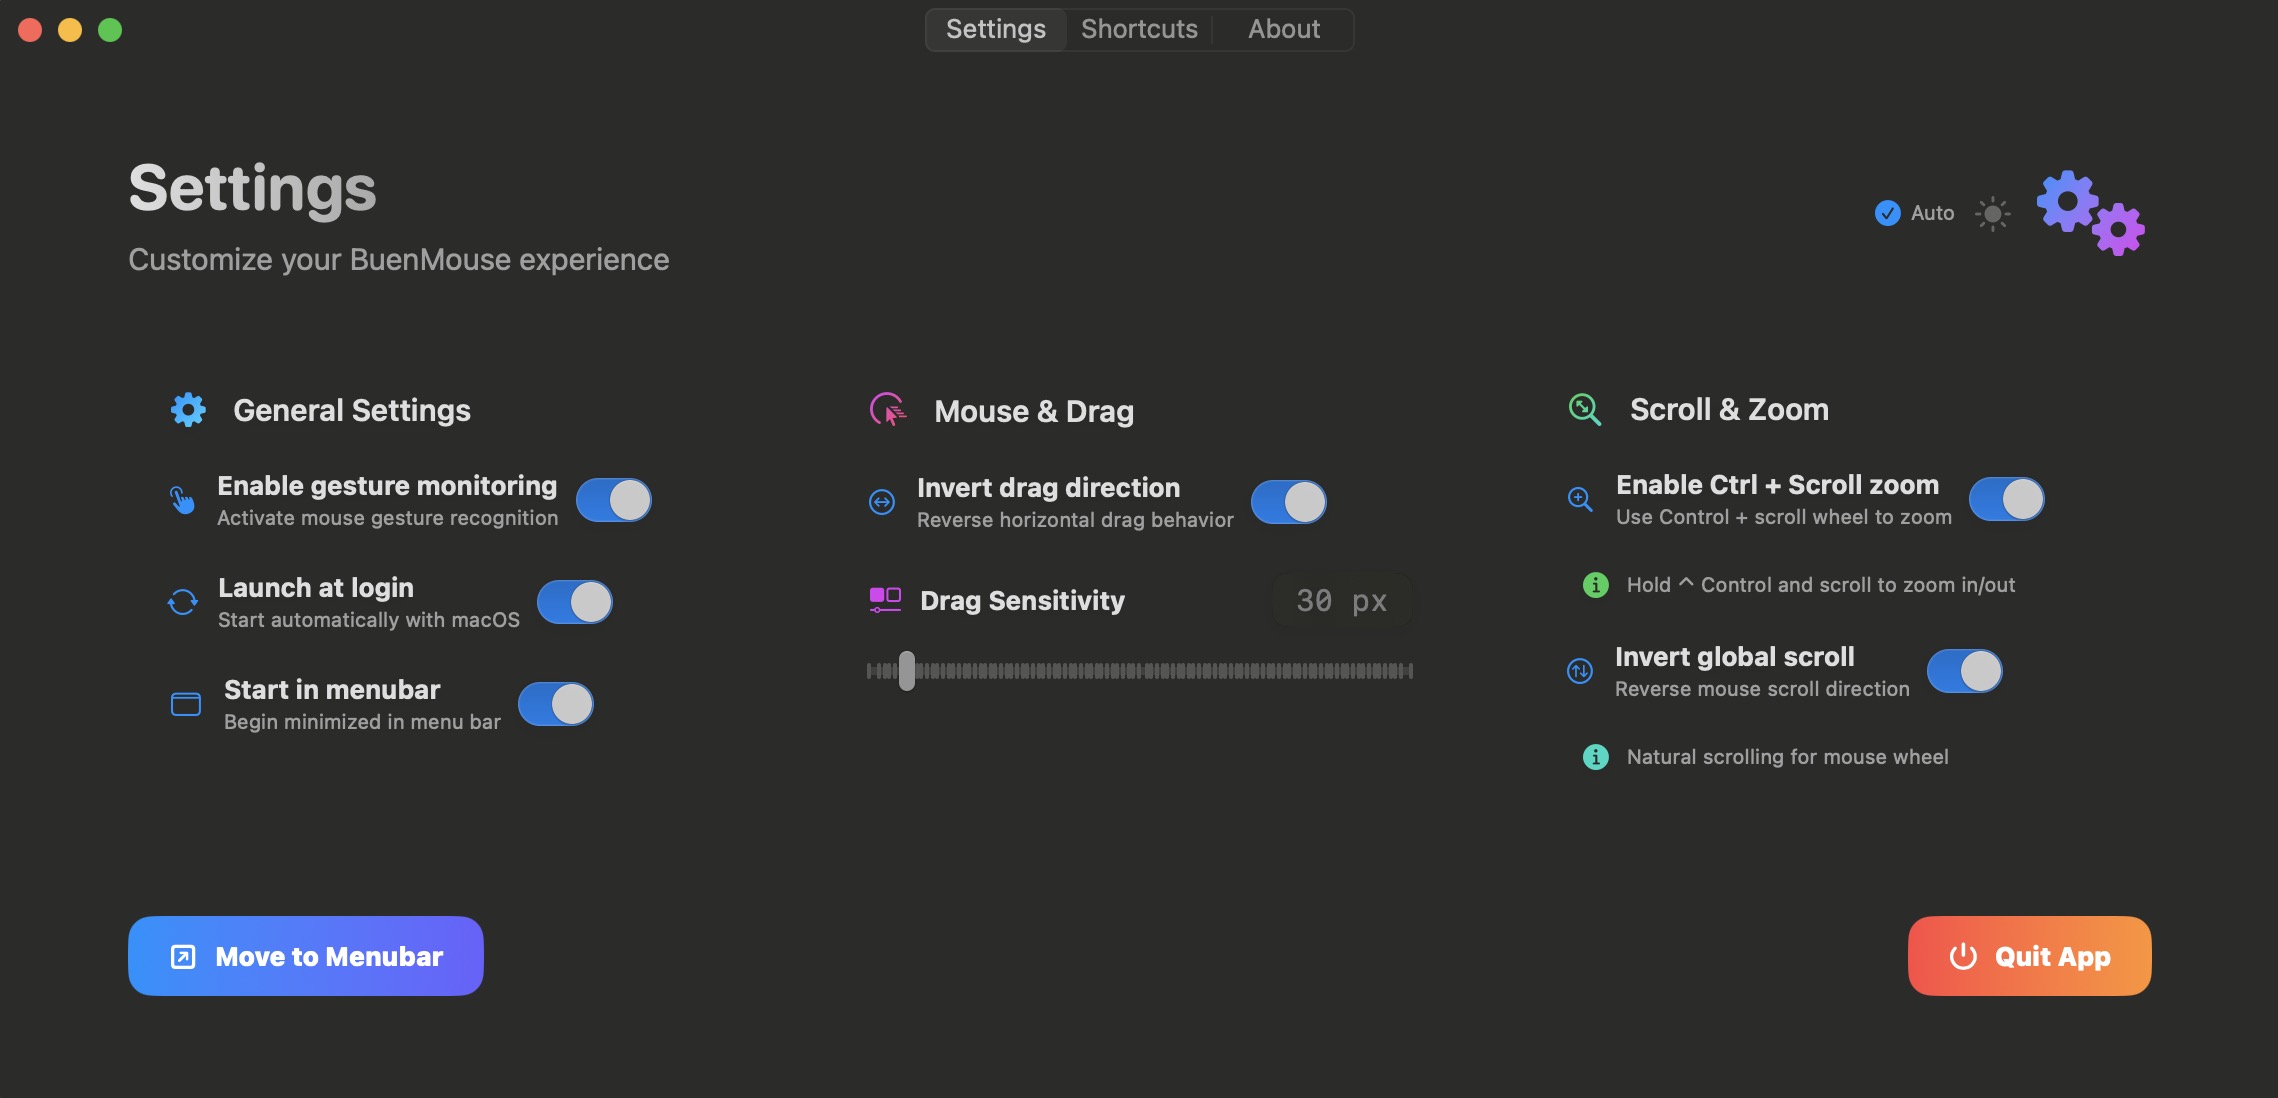 Settings
Shortcuts
About
Settings
Customize your BuenMouse experience
Auto
General Settings
Enable gesture monitoring
Activate mouse gesture recognition
Launch at login
Start automatically with macOS
Start in menubar
Begin minimized in menu bar
Mouse & Drag
Invert drag direction
Reverse horizontal drag behavior
Drag Sensitivity
30 px
Scroll & Zoom
Enable Ctrl + Scroll zoom
Use Control + scroll wheel to zoom
Hold ^ Control and scroll to zoom in/out
Invert global scroll
Reverse mouse scroll direction
Natural scrolling for mouse wheel
Move to Menubar
Quit App